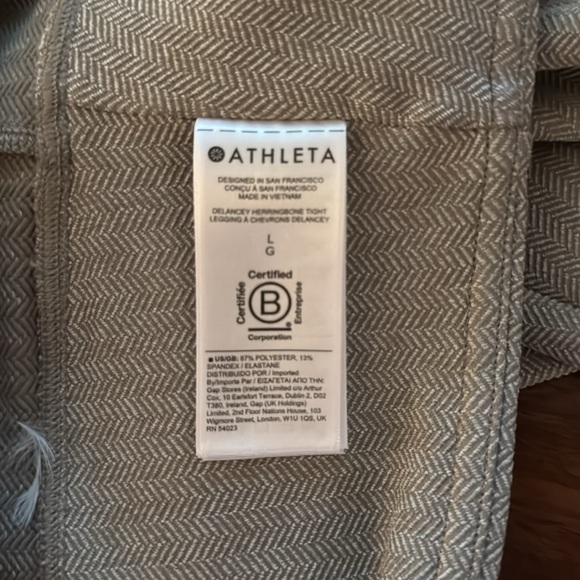 ATHLETA
DESIGNED IN SAN FRANCISCO
CONÇU À SAN FRANCISCO
MADE IN VIETNAM
DELANCEY HERRINGBONE TIGHT
LEGGING À CHEVRONS DELANCEY
L
G
Certified
Certifiée
B
Entreprise
®
Corporation
■ US/GB: 87% POLYESTER, 13%
SPANDEX / ELASTANE
DISTRIBUIDO POR / Imported
By/Importe Par / ΕΙΣΑΓΕΤΑΙ ΑΠΟ ΤΗΝ:
Gap Stores (Ireland) Limited c/o Arthur
Cox, 10 Earlsfort Terrace, Dublin 2, D02
T380, Ireland, Gap (UK Holdings)
Limited, 2nd Floor Nations House, 103
Wigmore Street, London, W1U 1QS, UK
RN 54023